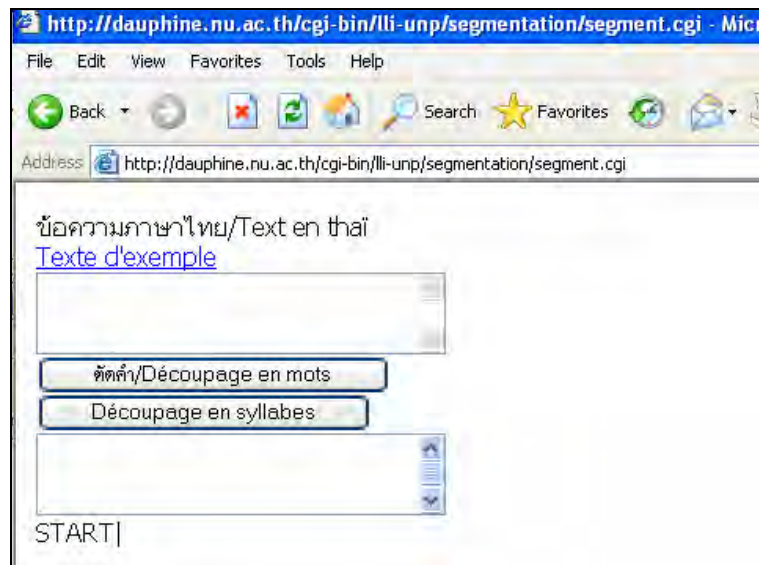 http://dauphine.nu.ac.th/cgi-bin/lli-unp/segmentation/segment.cgi - Micr
File Edit View Favorites Tools Help
Back Search Favorites
Address http://dauphine.nu.ac.th/cgi-bin/lli-unp/segmentation/segment.cgi
ข้อความภาษาไทย/Text en thaï
Texte d'exemple
ตัดคำ/Découpage en mots
Découpage en syllabes
START|